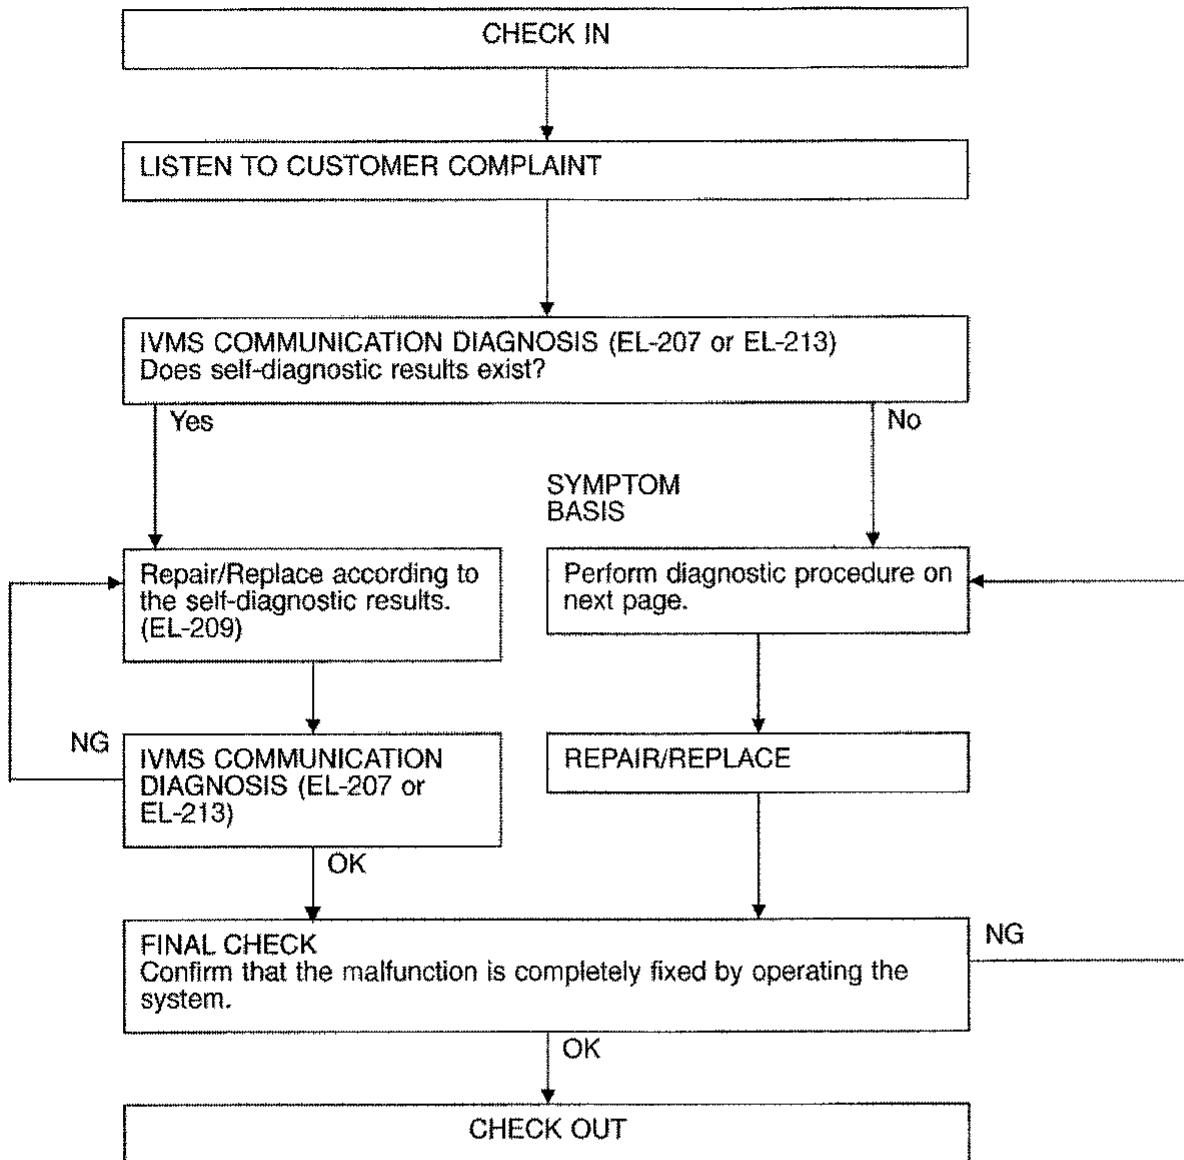 CHECK IN
LISTEN TO CUSTOMER COMPLAINT
IVMS COMMUNICATION DIAGNOSIS (EL-207 or EL-213)
Does self-diagnostic results exist?
Yes
No
SYMPTOM
BASIS
Repair/Replace according to
the self-diagnostic results.
(EL-209)
Perform diagnostic procedure on
next page.
NG
IVMS COMMUNICATION
DIAGNOSIS (EL-207 or
EL-213)
REPAIR/REPLACE
OK
FINAL CHECK
Confirm that the malfunction is completely fixed by operating the
system.
NG
OK
CHECK OUT